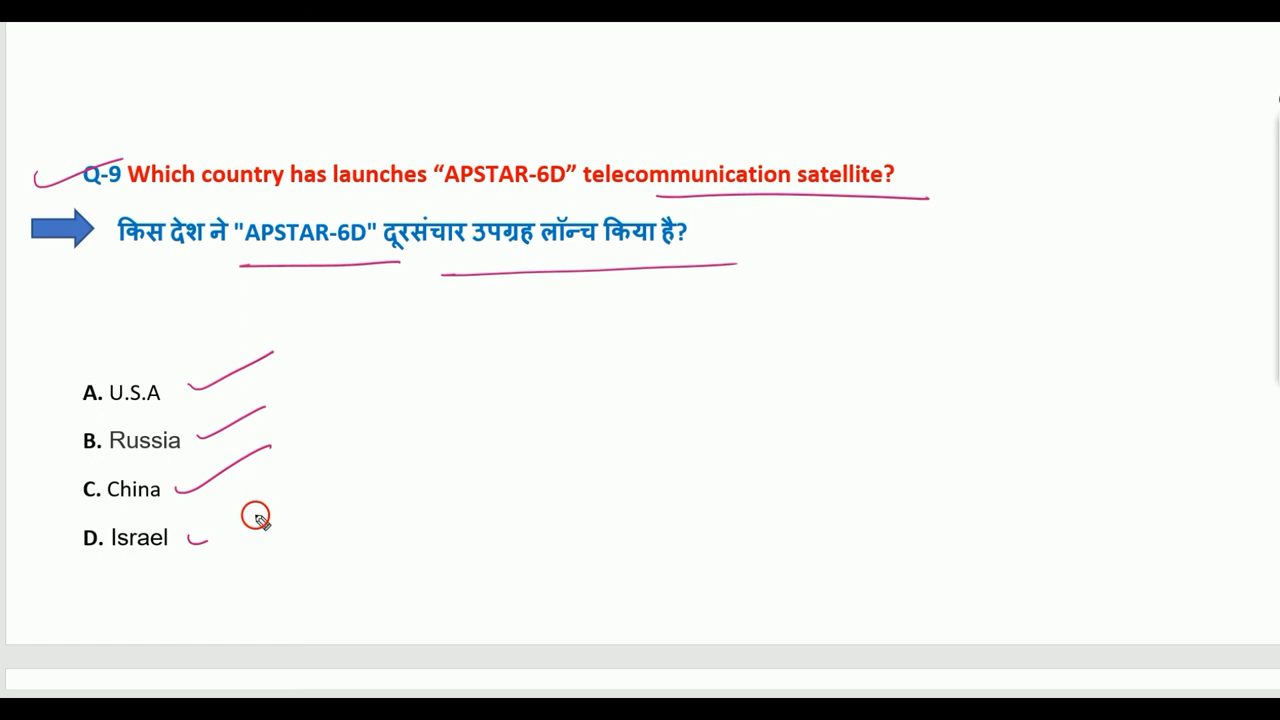 Q-9 Which country has launches “APSTAR-6D” telecommunication satellite?
किस देश ने "APSTAR-6D" दूरसंचार उपग्रह लॉन्च किया है?
A. U.S.A
B. Russia
C. China
D. Israel